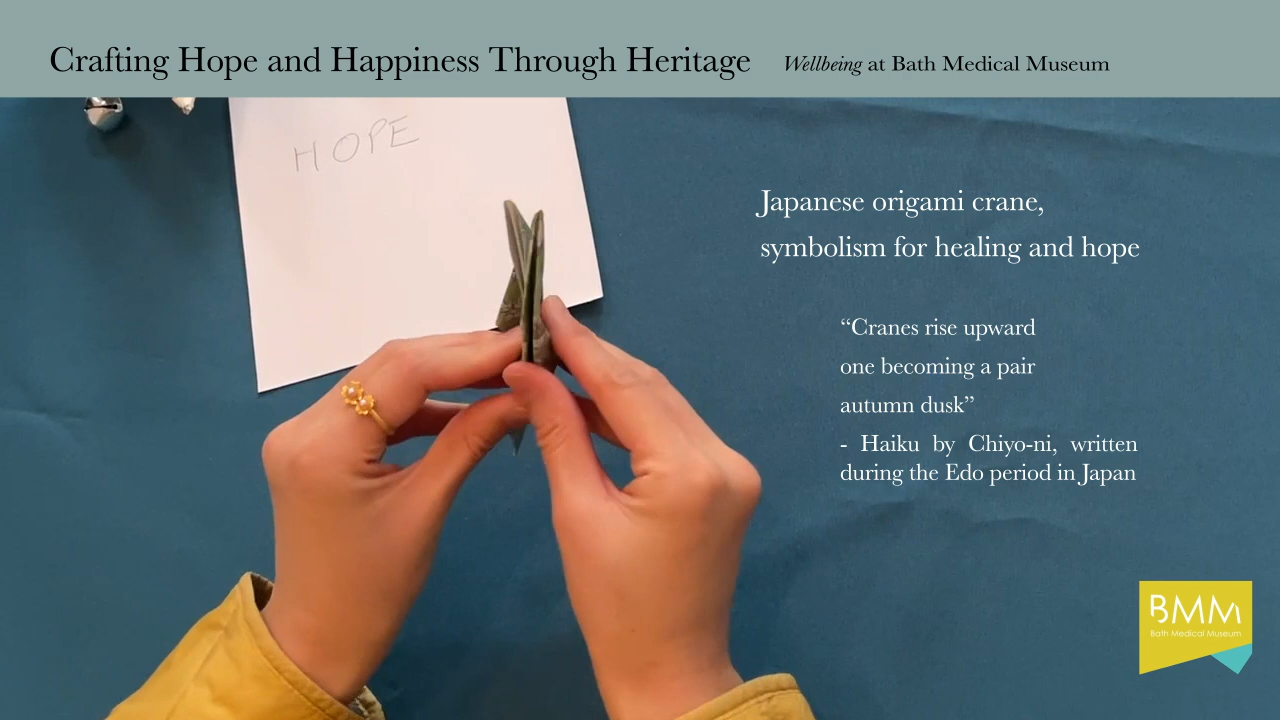 Crafting Hope and Happiness Through Heritage Wellbeing at Bath Medical Museum
HOPE
Japanese origami crane,
symbolism for healing and hope
“Cranes rise upward
one becoming a pair
autumn dusk”
- Haiku by Chiyo-ni, written
during the Edo period in Japan
BMM
Bath Medical Museum